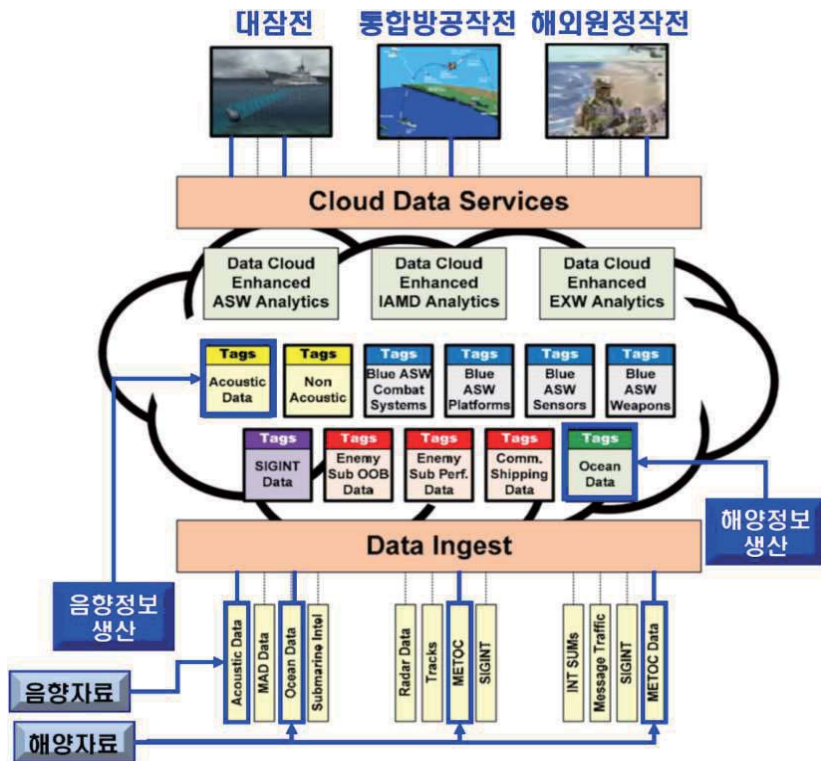 대잠전
통합방공작전
해외원정작전
Cloud Data Services
Data Cloud
Enhanced
ASW Analytics
Data Cloud
Enhanced
IAMD Analytics
Data Cloud
Enhanced
EXW Analytics
Tags
Acoustic
Data
Tags
Non
Acoustic
Tags
Blue ASW
Combat
Systems
Tags
Blue
ASW
Platforms
Tags
Blue
ASW
Sensors
Tags
Blue
ASW
Weapons
Tags
SIGINT
Data
Tags
Enemy
Sub OOB
Data
Tags
Enemy
Sub Perf.
Data
Tags
Comm.
Shipping
Data
Tags
Ocean
Data
해양정보
생산
Data Ingest
음향정보
생산
Acoustic Data
MAD Data
Ocean Data
Submarine Intel
Radar Data
Tracks
METOC
SIGINT
INT SUMs
Message Traffic
SIGINT
METOC Data
음향자료
해양자료